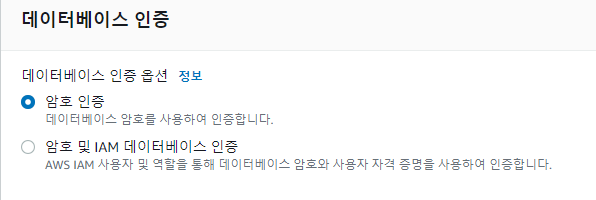 데이터베이스 인증
데이터베이스 인증 옵션 정보
암호 인증
데이터베이스 암호를 사용하여 인증합니다.
암호 및 IAM 데이터베이스 인증
AWS IAM 사용자 및 역할을 통해 데이터베이스 암호와 사용자 자격 증명을 사용하여 인증합니다.